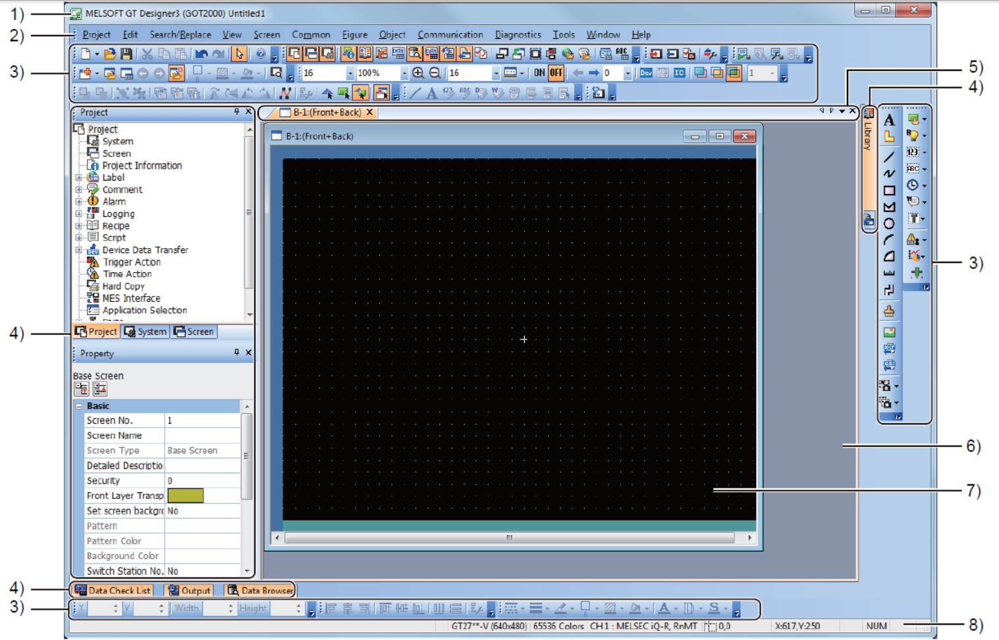 1)
MELSOFT GT Designer3 (GOT2000) Untitled1
2)
Project Edit Search/Replace View Screen Common Figure Object Communication Diagnostics Tools Window Help
3)
16 100% 16 ON OFF 0 Dev ID 1
5)
4)
Project
B-1:(Front+Back)
Library
Project
System
Screen
Project Information
Label
Comment
Alarm
Logging
Recipe
Script
Device Data Transfer
Trigger Action
Time Action
Hard Copy
MES Interface
Application Selection
B-1:(Front+Back)
A
123
ABC
3)
4)
Project System Screen
Property
Base Screen
Basic
Screen No. 1
Screen Name
Screen Type Base Screen
Detailed Descriptio
Security 0
Front Layer Transp
Set screen backgr No
Pattern
Pattern Color
Background Color
Switch Station No. No
6)
7)
4)
Data Check List Output Data Browser
3)
X Y Width Height
GT27**-V (640x480) 65536 Colors CH1 : MELSEC iQ-R, RnMT 0,0 X:617,Y:250 NUM
8)